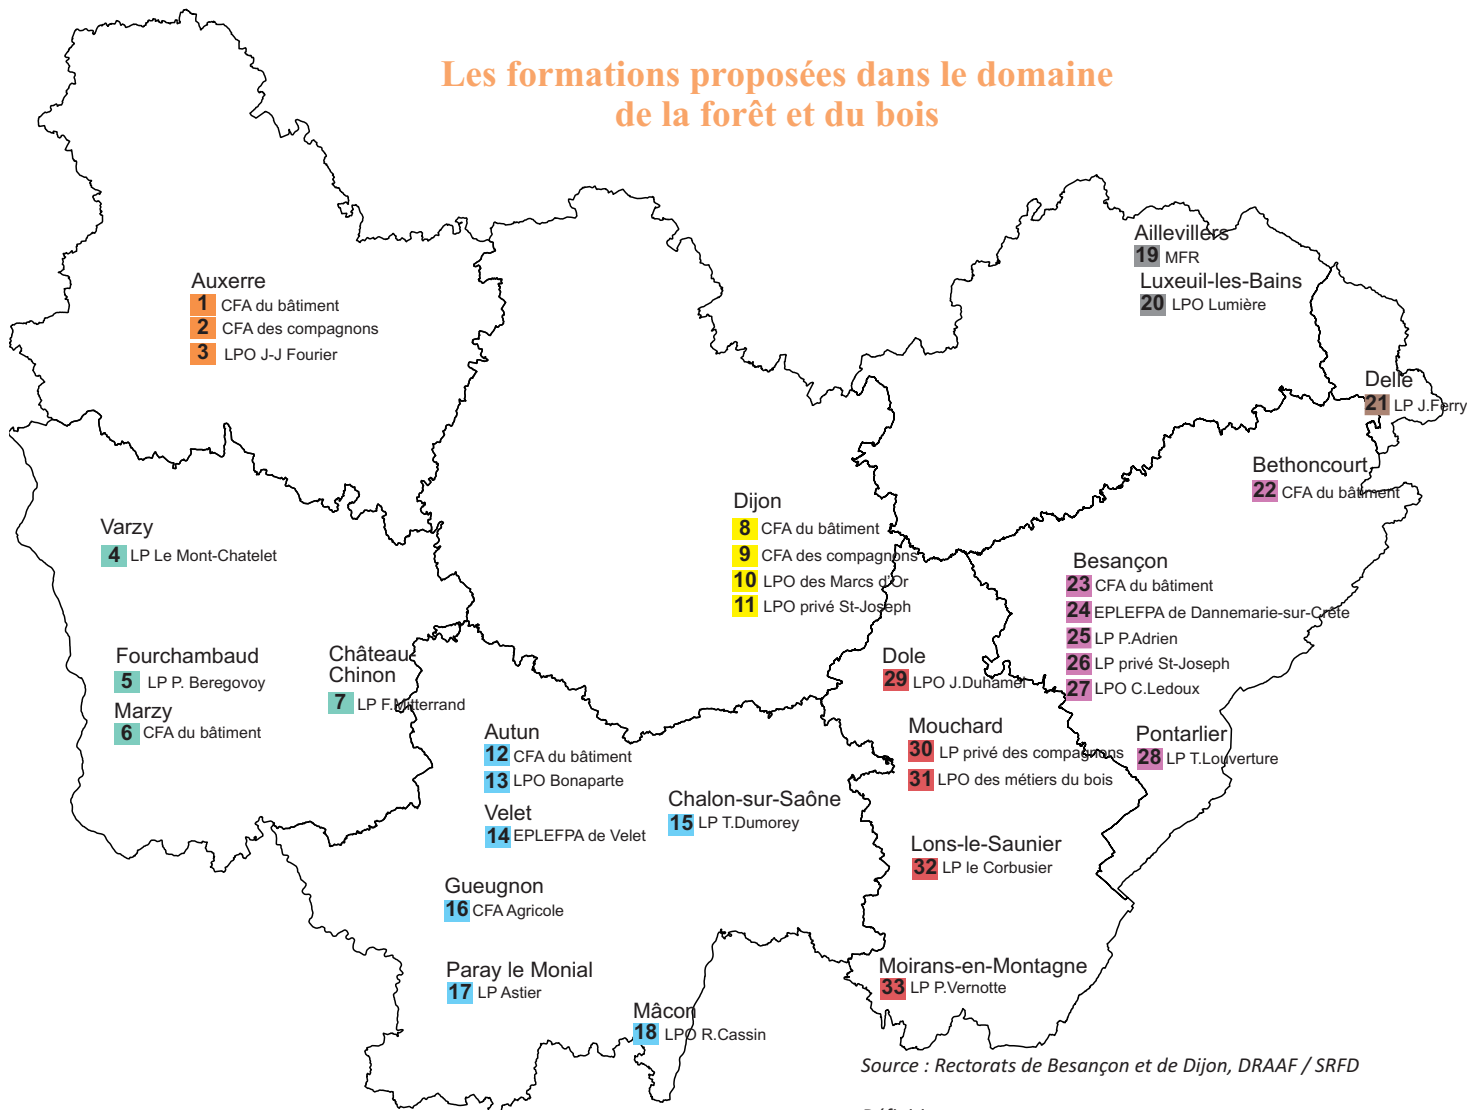 Les formations proposées dans le domaine
de la forêt et du bois
Auxerre
1 CFA du bâtiment
2 CFA des compagnons
3 LPO J-J Fourier
Varzy
4 LP Le Mont-Chatelet
Fourchambaud
5 LP P. Beregovoy
Marzy
6 CFA du bâtiment
Château
Chinon
7 LP F.Mitterrand
Dijon
8 CFA du bâtiment
9 CFA des compagnons
10 LPO des Marcs d'Or
11 LPO privé St-Joseph
Autun
12 CFA du bâtiment
13 LPO Bonaparte
Velet
14 EPLEFPA de Velet
Chalon-sur-Saône
15 LP T.Dumorey
Gueugnon
16 CFA Agricole
Paray le Monial
17 LP Astier
Mâcon
18 LPO R.Cassin
Aillevillers
19 MFR
Luxeuil-les-Bains
20 LPO Lumière
Delle
21 LP J.Ferry
Bethoncourt
22 CFA du bâtiment
Besançon
23 CFA du bâtiment
24 EPLEFPA de Dannemarie-sur-Crête
25 LP P.Adrien
26 LP privé St-Joseph
27 LPO C.Ledoux
Pontarlier
28 LP T.Louverture
Dole
29 LPO J.Duhamel
Mouchard
30 LP privé des compagnons
31 LPO des métiers du bois
Lons-le-Saunier
32 LP le Corbusier
Moirans-en-Montagne
33 LP P.Vernotte
Source : Rectorats de Besançon et de Dijon, DRAAF / SRFD